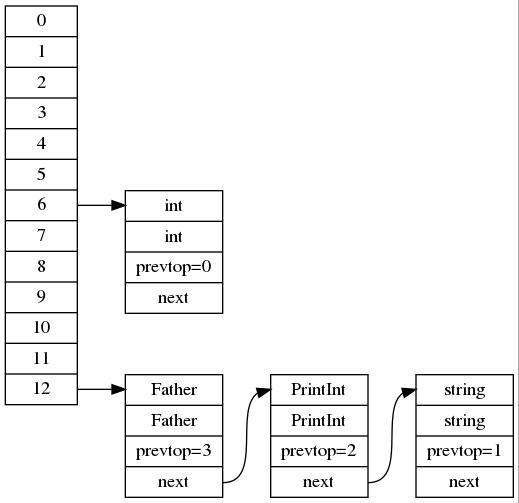 0
1
2
3
4
5
6
7
8
9
10
11
12
int
int
prevtop=0
next
Father
Father
prevtop=3
next
PrintInt
PrintInt
prevtop=2
next
string
string
prevtop=1
next